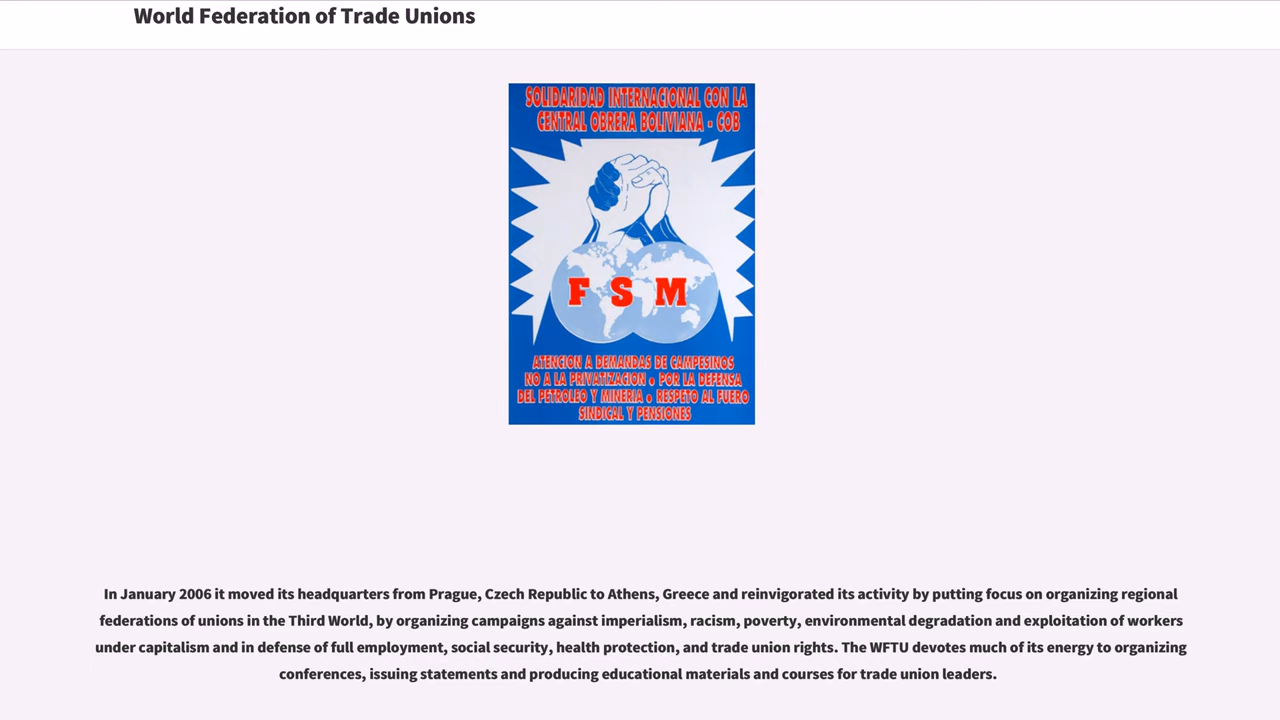 World Federation of Trade Unions
SOLIDARIDAD INTERNACIONAL CON LA
CENTRAL OBRERA BOLIVIANA - COB
F S M
ATENCION A DEMANDAS DE CAMPESINOS
NO A LA PRIVATIZACION • POR LA DEFENSA
DEL PETROLEO Y MINERIA • RESPETO AL FUERO
SINDICAL Y PENSIONES
In January 2006 it moved its headquarters from Prague, Czech Republic to Athens, Greece and reinvigorated its activity by putting focus on organizing regional
federations of unions in the Third World, by organizing campaigns against imperialism, racism, poverty, environmental degradation and exploitation of workers
under capitalism and in defense of full employment, social security, health protection, and trade union rights. The WFTU devotes much of its energy to organizing
conferences, issuing statements and producing educational materials and courses for trade union leaders.